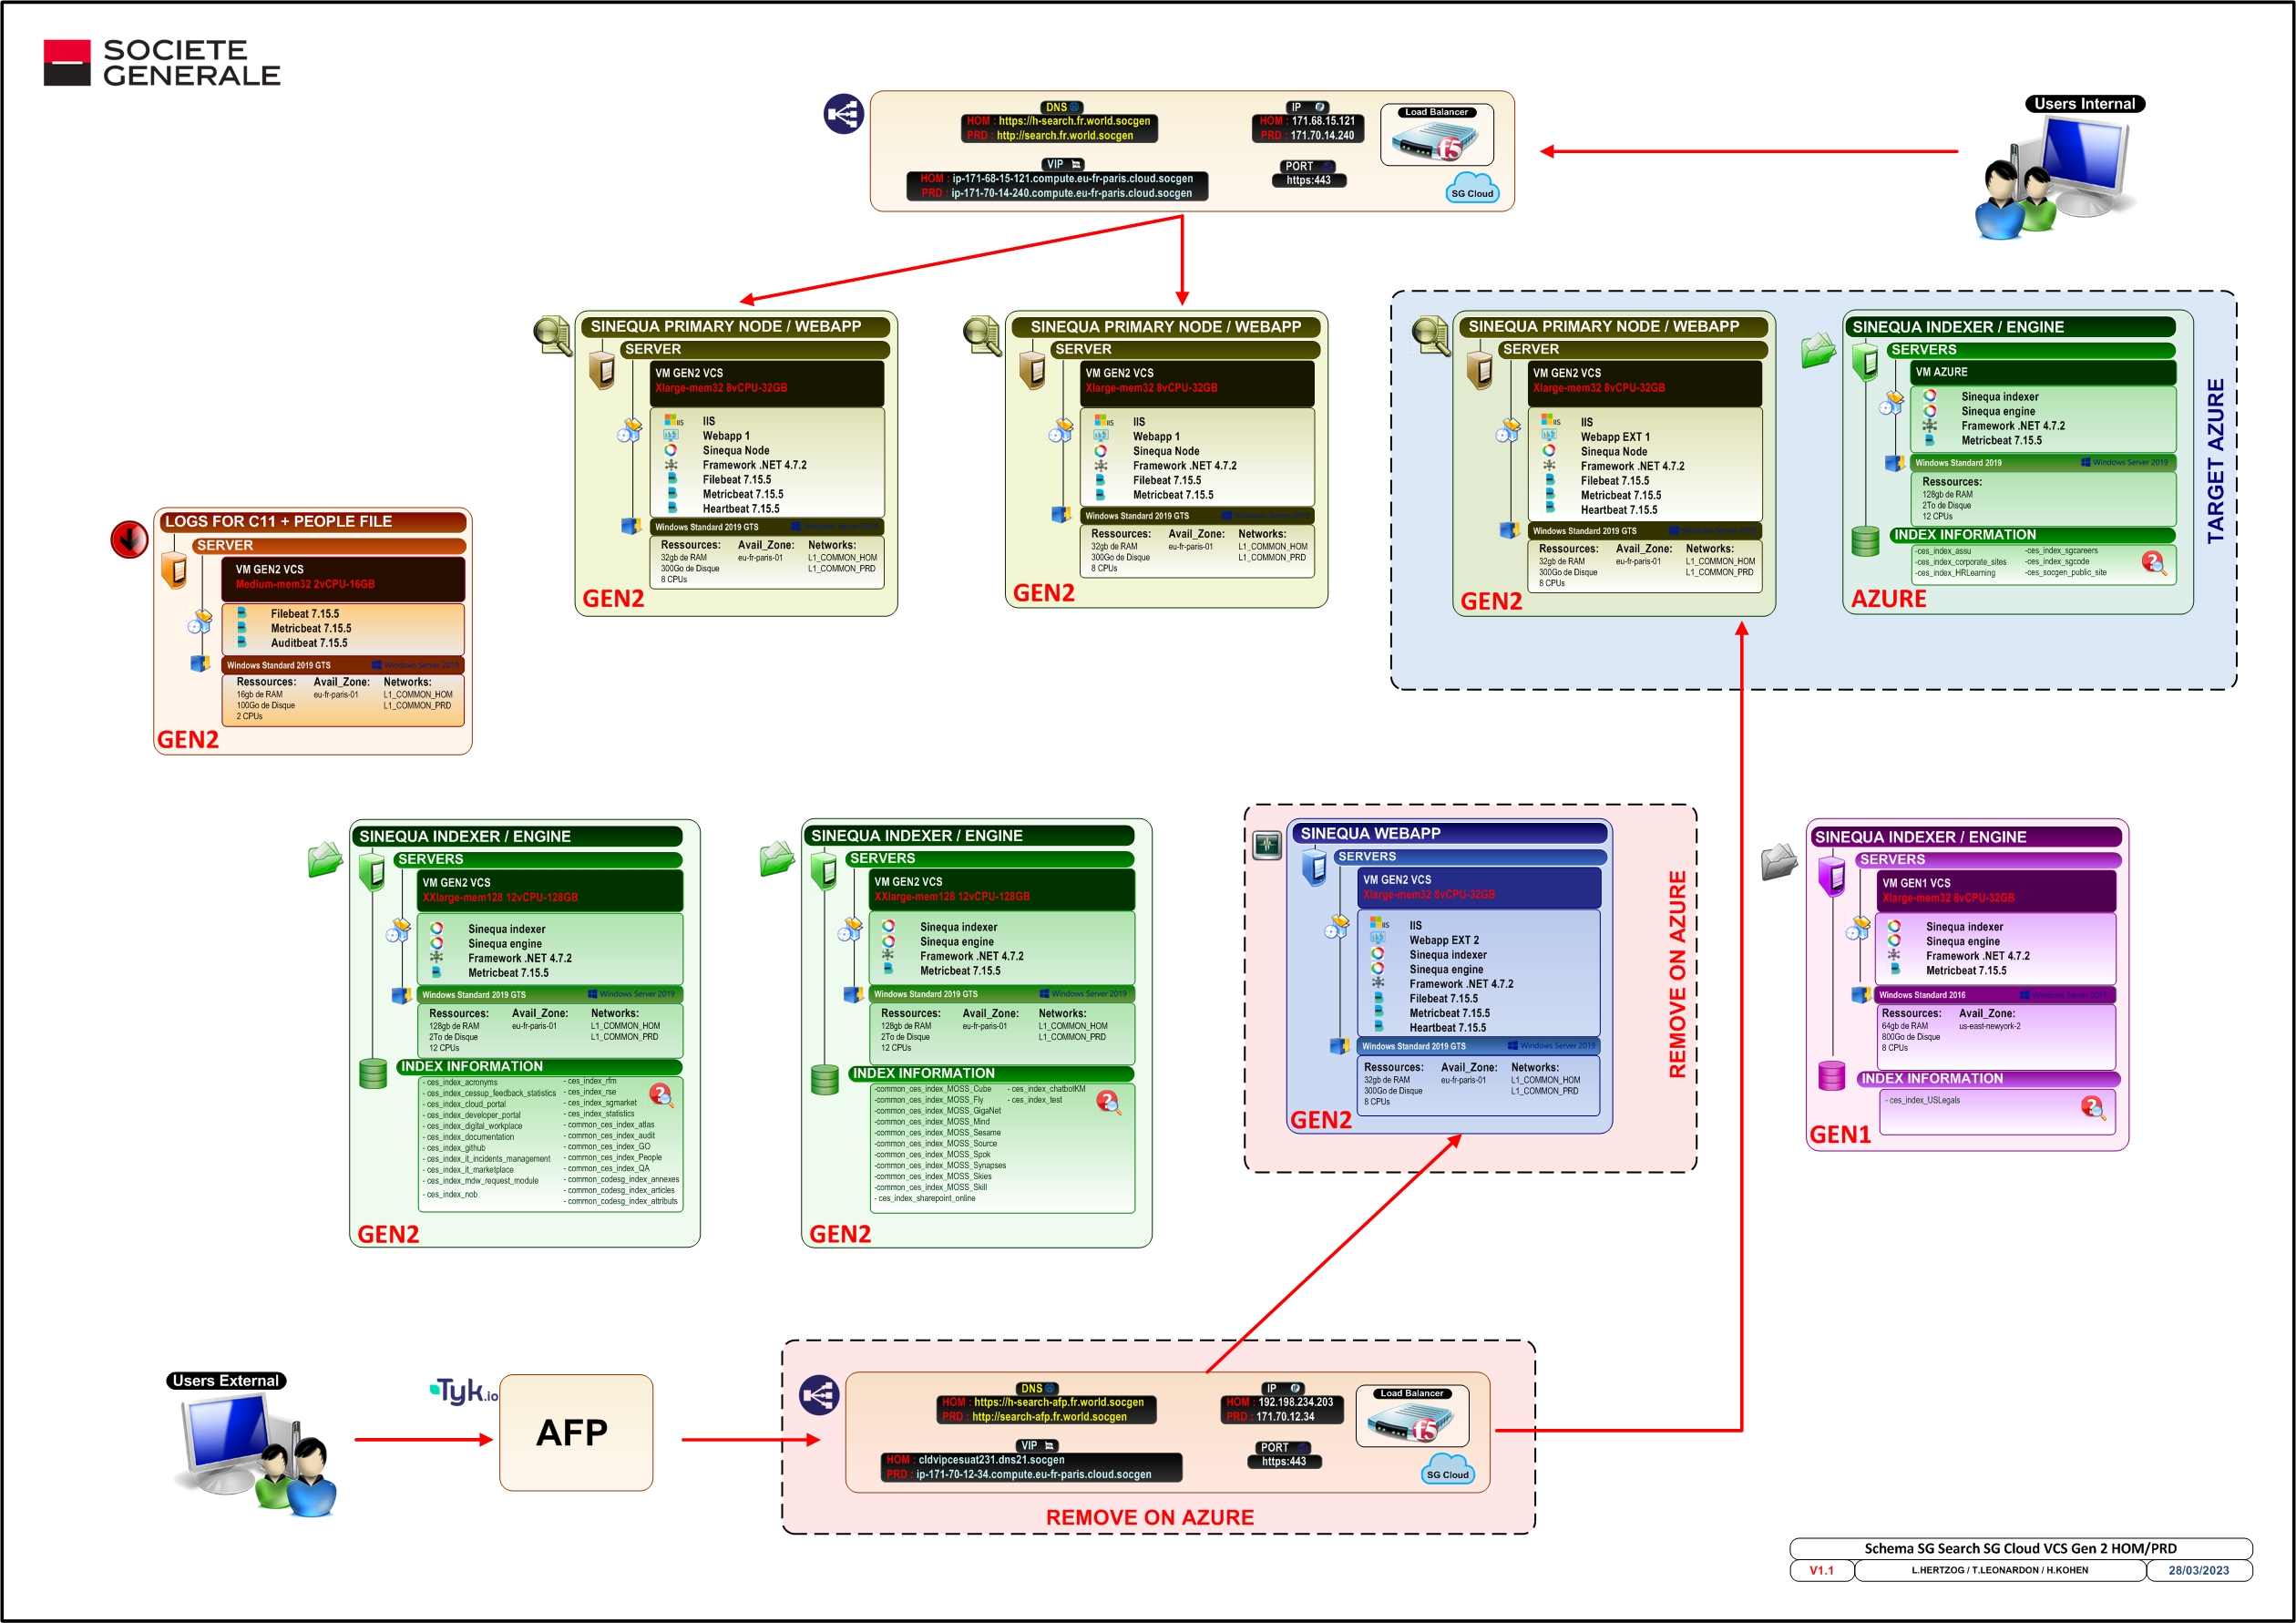 SOCIETE
GENERALE
DNS
HOM : https://h-search.fr.world.socgen
PRD : http://search.fr.world.socgen
VIP
HOM : ip-171-68-15-121.compute.eu-fr-paris.cloud.socgen
PRD : ip-171-70-14-240.compute.eu-fr-paris.cloud.socgen
IP
HOM : 171.68.15.121
PRD : 171.70.14.240
PORT
https:443
Load Balancer
f5
SG Cloud
Users Internal
SINEQUA PRIMARY NODE / WEBAPP
SERVER
VM GEN2 VCS
Xlarge-mem32 8vCPU-32GB
IIS
IIS
Webapp 1
Sinequa Node
Framework .NET 4.7.2
Filebeat 7.15.5
Metricbeat 7.15.5
Heartbeat 7.15.5
Windows Standard 2019 GTS
Windows Server 2019
Ressources: Avail_Zone: Networks:
32gb de RAM eu-fr-paris-01 L1_COMMON_HOM
300Go de Disque L1_COMMON_PRD
8 CPUs
GEN2
SINEQUA PRIMARY NODE / WEBAPP
SERVER
VM GEN2 VCS
Xlarge-mem32 8vCPU-32GB
IIS
IIS
Webapp 1
Sinequa Node
Framework .NET 4.7.2
Filebeat 7.15.5
Metricbeat 7.15.5
Windows Standard 2019 GTS
Windows Server 2019
Ressources: Avail_Zone: Networks:
32gb de RAM eu-fr-paris-01 L1_COMMON_HOM
300Go de Disque L1_COMMON_PRD
8 CPUs
GEN2
SINEQUA PRIMARY NODE / WEBAPP
SERVER
VM GEN2 VCS
Xlarge-mem32 8vCPU-32GB
IIS
IIS
Webapp EXT 1
Sinequa Node
Framework .NET 4.7.2
Filebeat 7.15.5
Metricbeat 7.15.5
Heartbeat 7.15.5
Windows Standard 2019 GTS
Windows Server 2019
Ressources: Avail_Zone: Networks:
32gb de RAM eu-fr-paris-01 L1_COMMON_HOM
300Go de Disque L1_COMMON_PRD
8 CPUs
GEN2
SINEQUA INDEXER / ENGINE
SERVERS
VM AZURE
Sinequa indexer
Sinequa engine
Framework .NET 4.7.2
Metricbeat 7.15.5
Windows Standard 2019
Windows Server 2019
Ressources:
128gb de RAM
2To de Disque
12 CPUs
INDEX INFORMATION
-ces_index_assu -ces_index_sgcareers
-ces_index_corporate_sites -ces_index_sgcode
-ces_index_HRLearning -ces_socgen_public_site
AZURE
TARGET AZURE
LOGS FOR C11 + PEOPLE FILE
SERVER
VM GEN2 VCS
Medium-mem32 2vCPU-16GB
Filebeat 7.15.5
Metricbeat 7.15.5
Auditbeat 7.15.5
Windows Standard 2019 GTS
Windows Server 2019
Ressources: Avail_Zone: Networks:
16gb de RAM eu-fr-paris-01 L1_COMMON_HOM
100Go de Disque L1_COMMON_PRD
2 CPUs
GEN2
SINEQUA INDEXER / ENGINE
SERVERS
VM GEN2 VCS
XXlarge-mem128 12vCPU-128GB
Sinequa indexer
Sinequa engine
Framework .NET 4.7.2
Metricbeat 7.15.5
Windows Standard 2019 GTS
Windows Server 2019
Ressources: Avail_Zone: Networks:
128gb de RAM eu-fr-paris-01 L1_COMMON_HOM
2To de Disque L1_COMMON_PRD
12 CPUs
INDEX INFORMATION
- ces_index_acronyms - ces_index_rfm
- ces_index_cessup_feedback_statistics - ces_index_rse
- ces_index_cloud_portal - ces_index_sgmarket
- ces_index_developer_portal - ces_index_statistics
- ces_index_digital_workplace - common_ces_index_atlas
- ces_index_documentation - common_ces_index_audit
- ces_index_github - common_ces_index_GO
- ces_index_it_incidents_management - common_ces_index_People
- ces_index_it_marketplace - common_ces_index_QA
- ces_index_mdw_request_module - common_codesg_index_annexes
- ces_index_nob - common_codesg_index_articles
- common_codesg_index_attributs
GEN2
SINEQUA INDEXER / ENGINE
SERVERS
VM GEN2 VCS
XXlarge-mem128 12vCPU-128GB
Sinequa indexer
Sinequa engine
Framework .NET 4.7.2
Metricbeat 7.15.5
Windows Standard 2019 GTS
Windows Server 2019
Ressources: Avail_Zone: Networks:
128gb de RAM eu-fr-paris-01 L1_COMMON_HOM
2To de Disque L1_COMMON_PRD
12 CPUs
INDEX INFORMATION
-common_ces_index_MOSS_Cube - ces_index_chatbotKM
-common_ces_index_MOSS_Fly - ces_index_test
-common_ces_index_MOSS_GigaNet
-common_ces_index_MOSS_Mind
-common_ces_index_MOSS_Sesame
-common_ces_index_MOSS_Source
-common_ces_index_MOSS_Spok
-common_ces_index_MOSS_Synapses
-common_ces_index_MOSS_Skies
-common_ces_index_MOSS_Skill
- ces_index_sharepoint_online
GEN2
SINEQUA WEBAPP
SERVERS
VM GEN2 VCS
Xlarge-mem32 8vCPU-32GB
IIS
IIS
Webapp EXT 2
Sinequa indexer
Sinequa engine
Framework .NET 4.7.2
Filebeat 7.15.5
Metricbeat 7.15.5
Heartbeat 7.15.5
Windows Standard 2019 GTS
Windows Server 2019
Ressources: Avail_Zone: Networks:
32gb de RAM eu-fr-paris-01 L1_COMMON_HOM
300Go de Disque L1_COMMON_PRD
8 CPUs
GEN2
REMOVE ON AZURE
SINEQUA INDEXER / ENGINE
SERVERS
VM GEN1 VCS
Xlarge-mem32 8vCPU-32GB
Sinequa indexer
Sinequa engine
Framework .NET 4.7.2
Metricbeat 7.15.5
Windows Standard 2016
Ressources: Avail_Zone:
64gb de RAM us-east-newyork-2
800Go de Disque
8 CPUs
INDEX INFORMATION
- ces_index_USLegals
GEN1
Users External
Tyk.io
AFP
DNS
HOM : https://h-search-afp.fr.world.socgen
PRD : http://search-afp.fr.world.socgen
VIP
HOM : cldvipcesuat231.dns21.socgen
PRD : ip-171-70-12-34.compute.eu-fr-paris.cloud.socgen
IP
HOM : 192.198.234.203
PRD : 171.70.12.34
PORT
https:443
Load Balancer
f5
SG Cloud
REMOVE ON AZURE
Schema SG Search SG Cloud VCS Gen 2 HOM/PRD
V1.1 L.HERTZOG / T.LEONARDON / H.KOHEN 28/03/2023